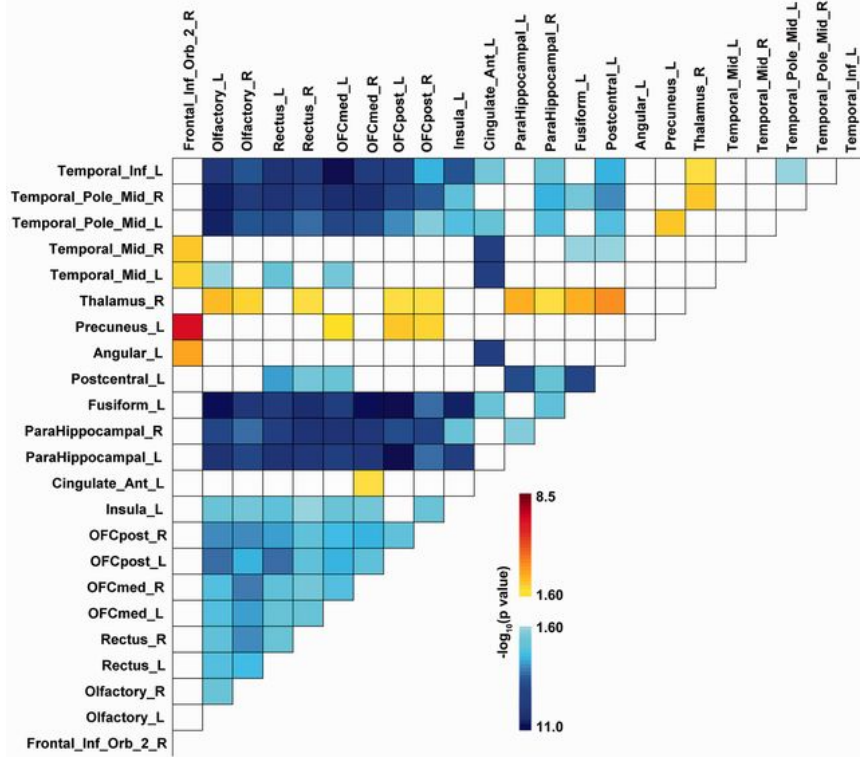 Frontal_Inf_Orb_2_R
Olfactory_L
Olfactory_R
Rectus_L
Rectus_R
OFCmed_L
OFCmed_R
OFCpost_L
OFCpost_R
Insula_L
Cingulate_Ant_L
ParaHippocampal_L
ParaHippocampal_R
Fusiform_L
Postcentral_L
Angular_L
Precuneus_L
Thalamus_R
Temporal_Mid_L
Temporal_Mid_R
Temporal_Pole_Mid_L
Temporal_Pole_Mid_R
Temporal_Inf_L
Temporal_Inf_L
Temporal_Pole_Mid_R
Temporal_Pole_Mid_L
Temporal_Mid_R
Temporal_Mid_L
Thalamus_R
Precuneus_L
Angular_L
Postcentral_L
Fusiform_L
ParaHippocampal_R
ParaHippocampal_L
Cingulate_Ant_L
Insula_L
OFCpost_R
OFCpost_L
OFCmed_R
OFCmed_L
Rectus_R
Rectus_L
Olfactory_R
Olfactory_L
Frontal_Inf_Orb_2_R
8.5
1.60
1.60
11.0
-log₁₀(p value)